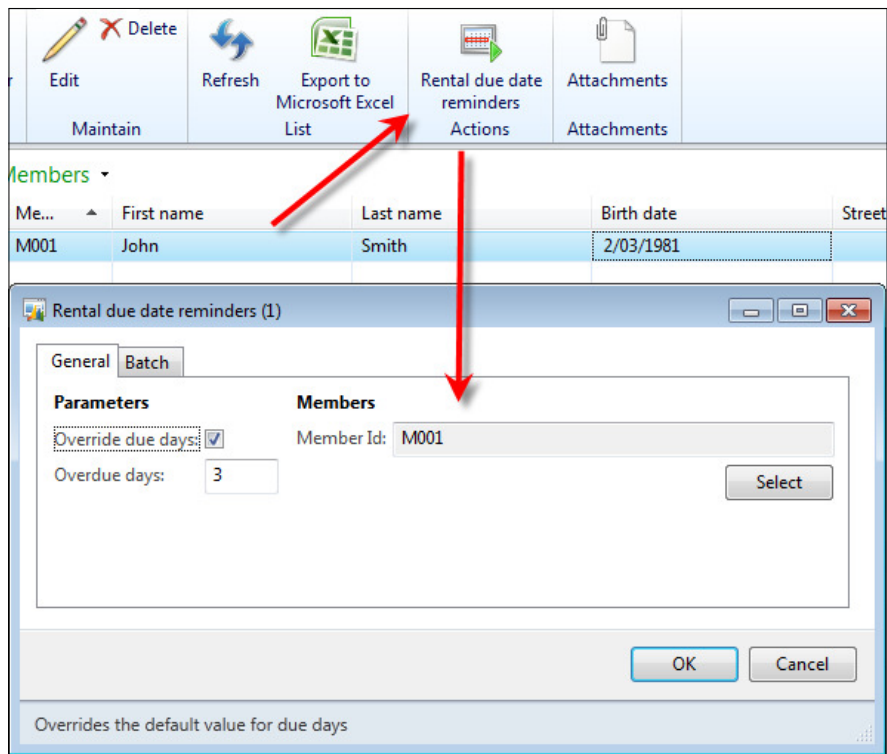 Delete
Edit
Refresh
Export to
Microsoft Excel
Rental due date
reminders
Attachments
Maintain
List
Actions
Attachments
Members
Me...
First name
Last name
Birth date
Street
M001
John
Smith
2/03/1981
Rental due date reminders (1)
General
Batch
Parameters
Members
Override due days:
Member Id:
M001
Overdue days:
3
Select
OK
Cancel
Overrides the default value for due days